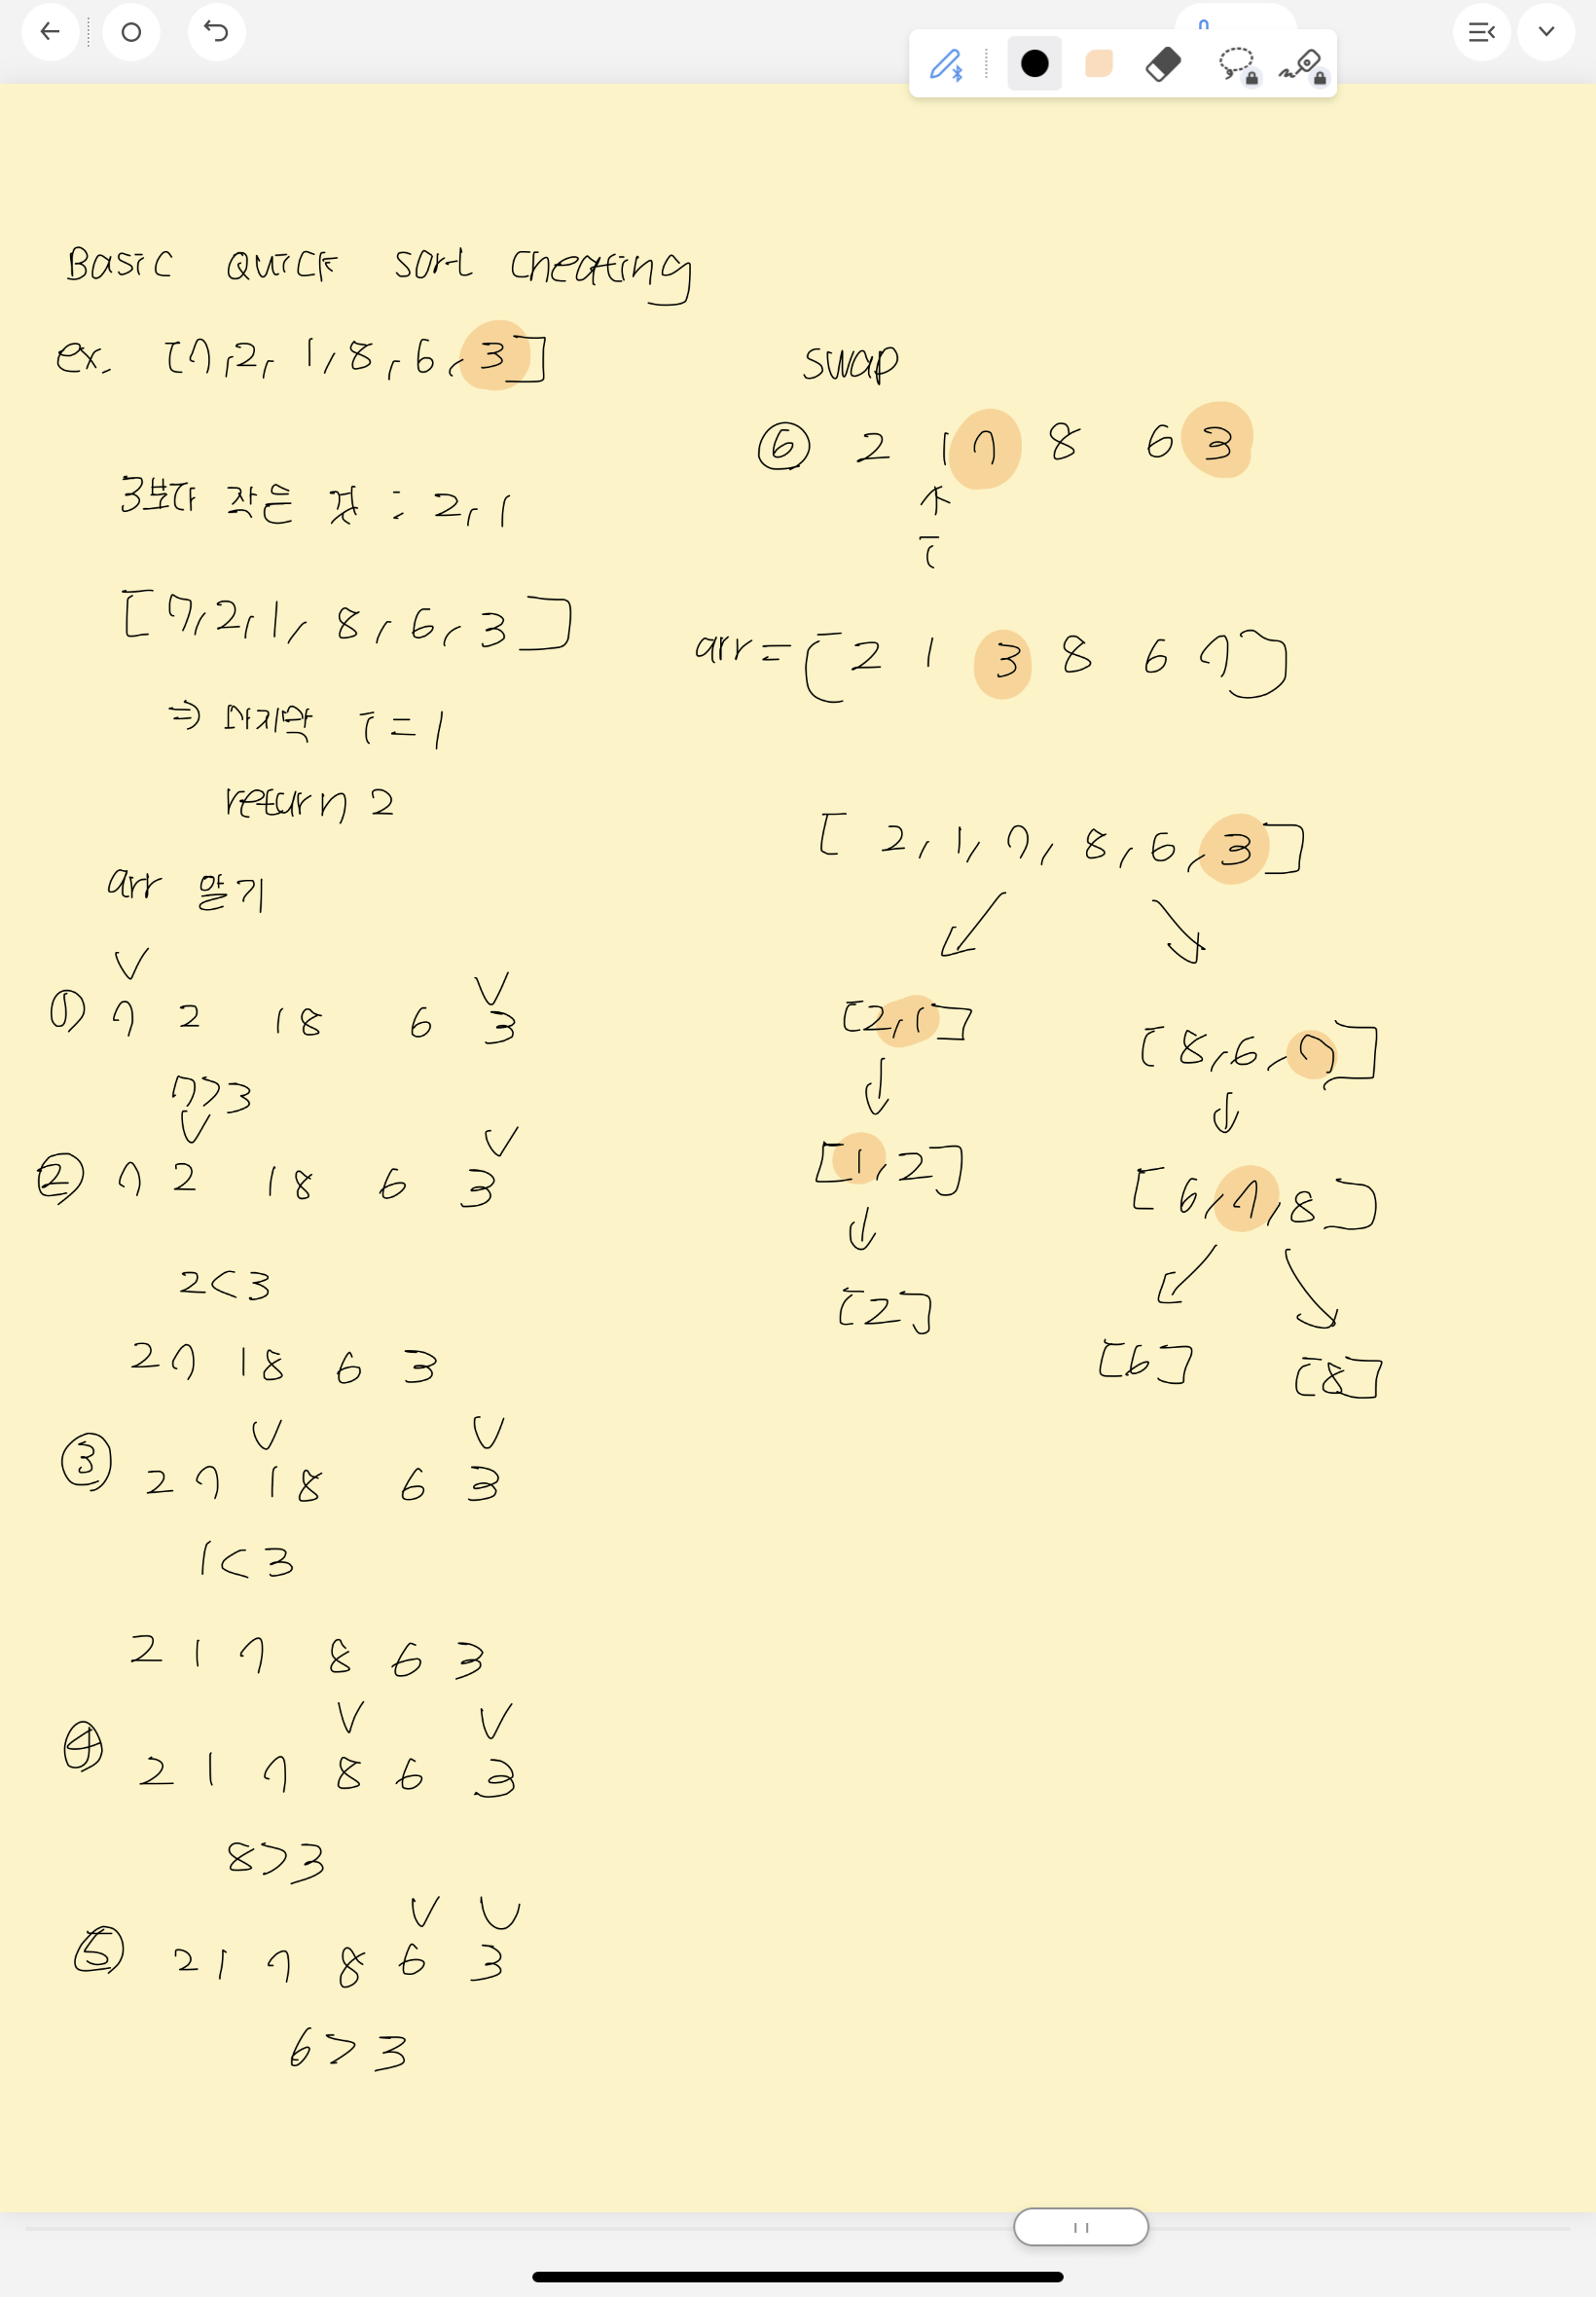 Basic Quick sort cheating
ex. [7, 2, 1, 8, 6, 3]
3보다 작은 것 : 2, 1
[7, 2, 1, 8, 6, 3]
⇒ 마지막 i = 1
return 2
arr 읽기
① 7 2 1 8 6 3
7>3
② 7 2 1 8 6 3
2<3
2 7 1 8 6 3
③ 2 7 1 8 6 3
1<3
2 1 7 8 6 3
④ 2 1 7 8 6 3
8>3
⑤ 2 1 7 8 6 3
6>3
swap
⑥ 2 1 7 8 6 3
↑
i
arr = [2 1 3 8 6 7]
[2, 1, 7, 8, 6, 3]
[2, 1] [8, 6, 7]
[1, 2] [6, 7, 8]
[2] [6] [8]